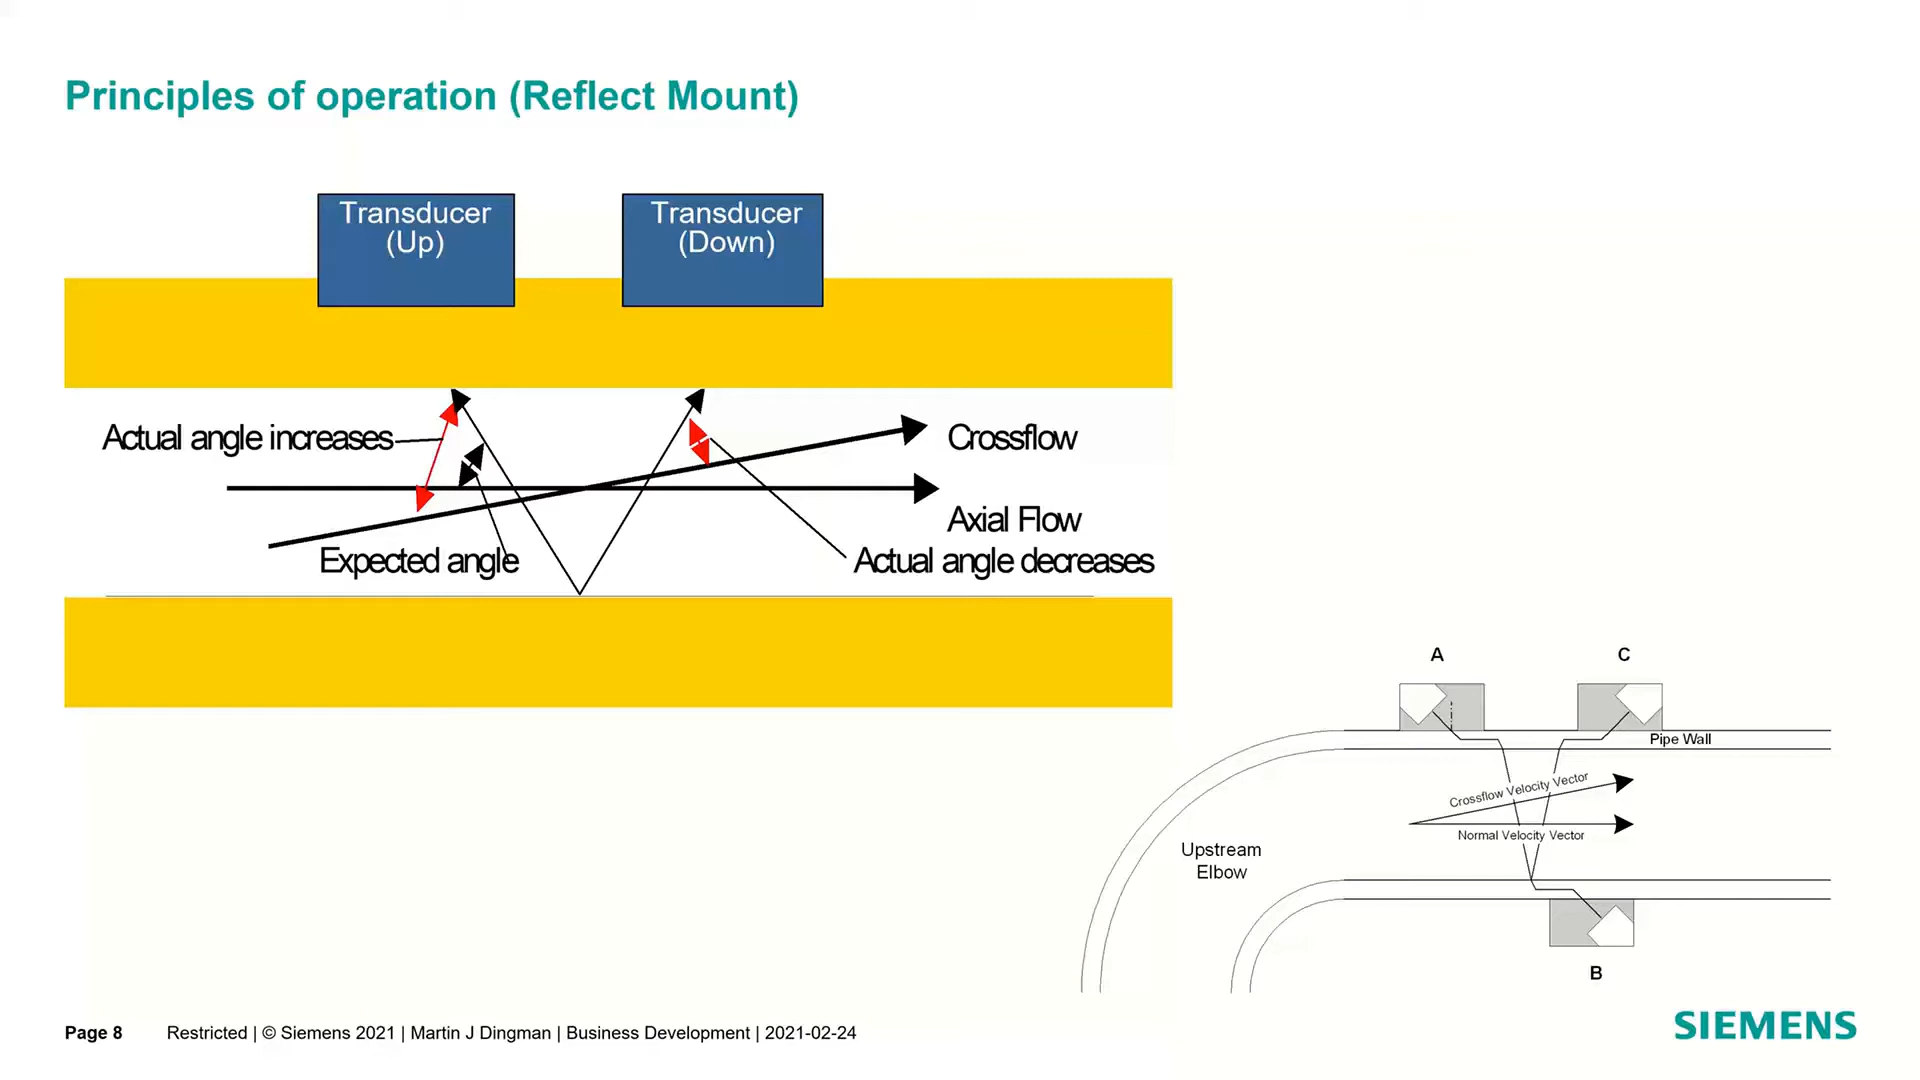 Principles of operation (Reflect Mount)
Transducer
(Up)
Transducer
(Down)
Actual angle increases
Crossflow
Axial Flow
Expected angle
Actual angle decreases
A
C
Pipe Wall
Crossflow Velocity Vector
Normal Velocity Vector
Upstream
Elbow
B
Page 8
Restricted | © Siemens 2021 | Martin J Dingman | Business Development | 2021-02-24
SIEMENS